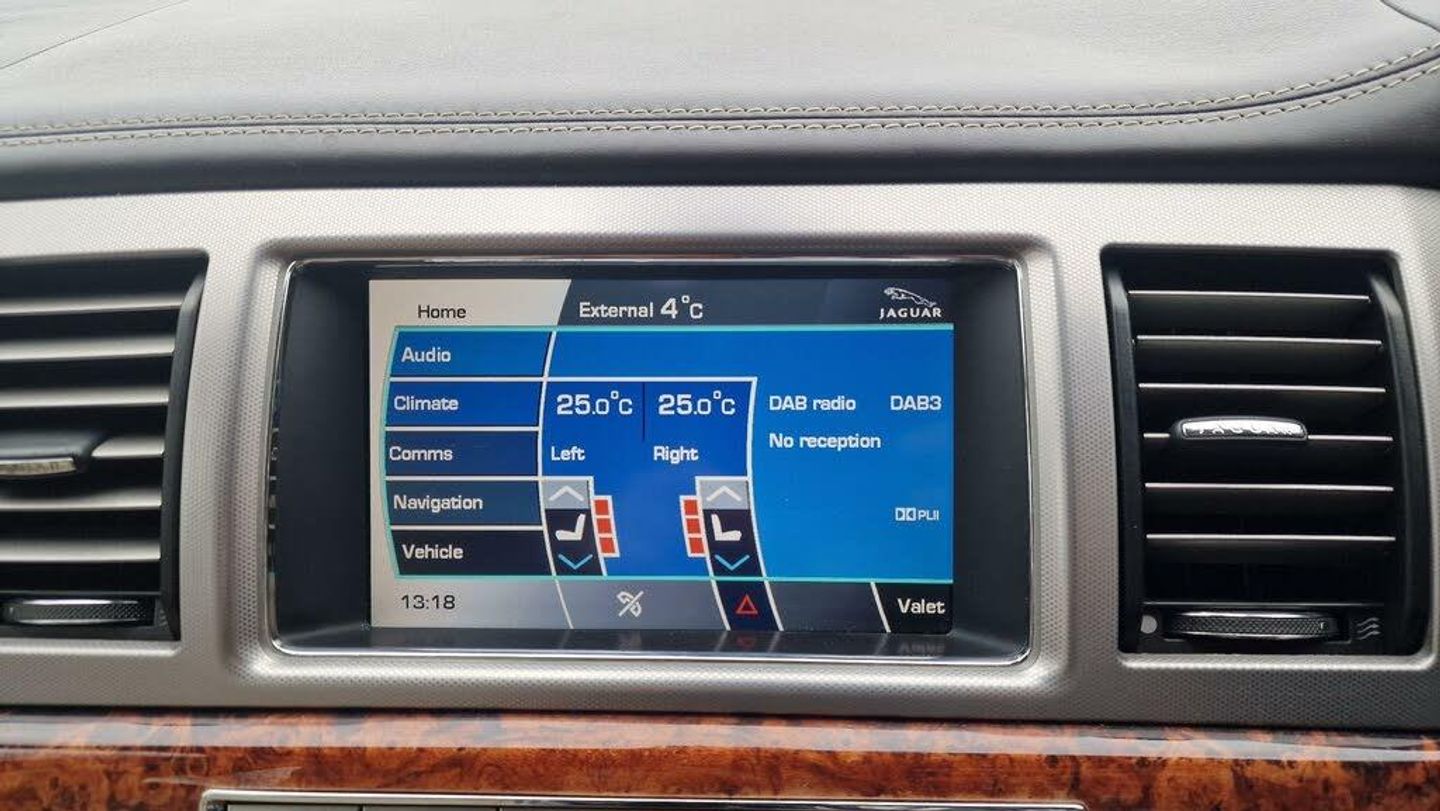 Home
External 4°C
JAGUAR
Audio
Climate
25.0°C
25.0°C
DAB radio
DAB3
Comms
Left
Right
No reception
Navigation
PLII
Vehicle
13:18
Valet
JAGUAR